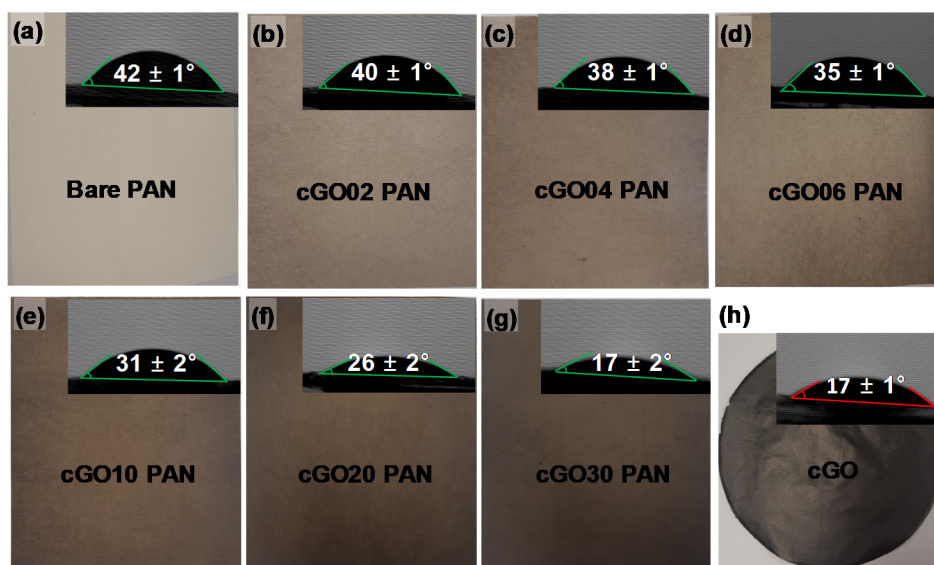 (a)
42 ± 1°
Bare PAN
(b)
40 ± 1°
cGO02 PAN
(c)
38 ± 1°
cGO04 PAN
(d)
35 ± 1°
cGO06 PAN
(e)
31 ± 2°
cGO10 PAN
(f)
26 ± 2°
cGO20 PAN
(g)
17 ± 2°
cGO30 PAN
(h)
17 ± 1°
cGO